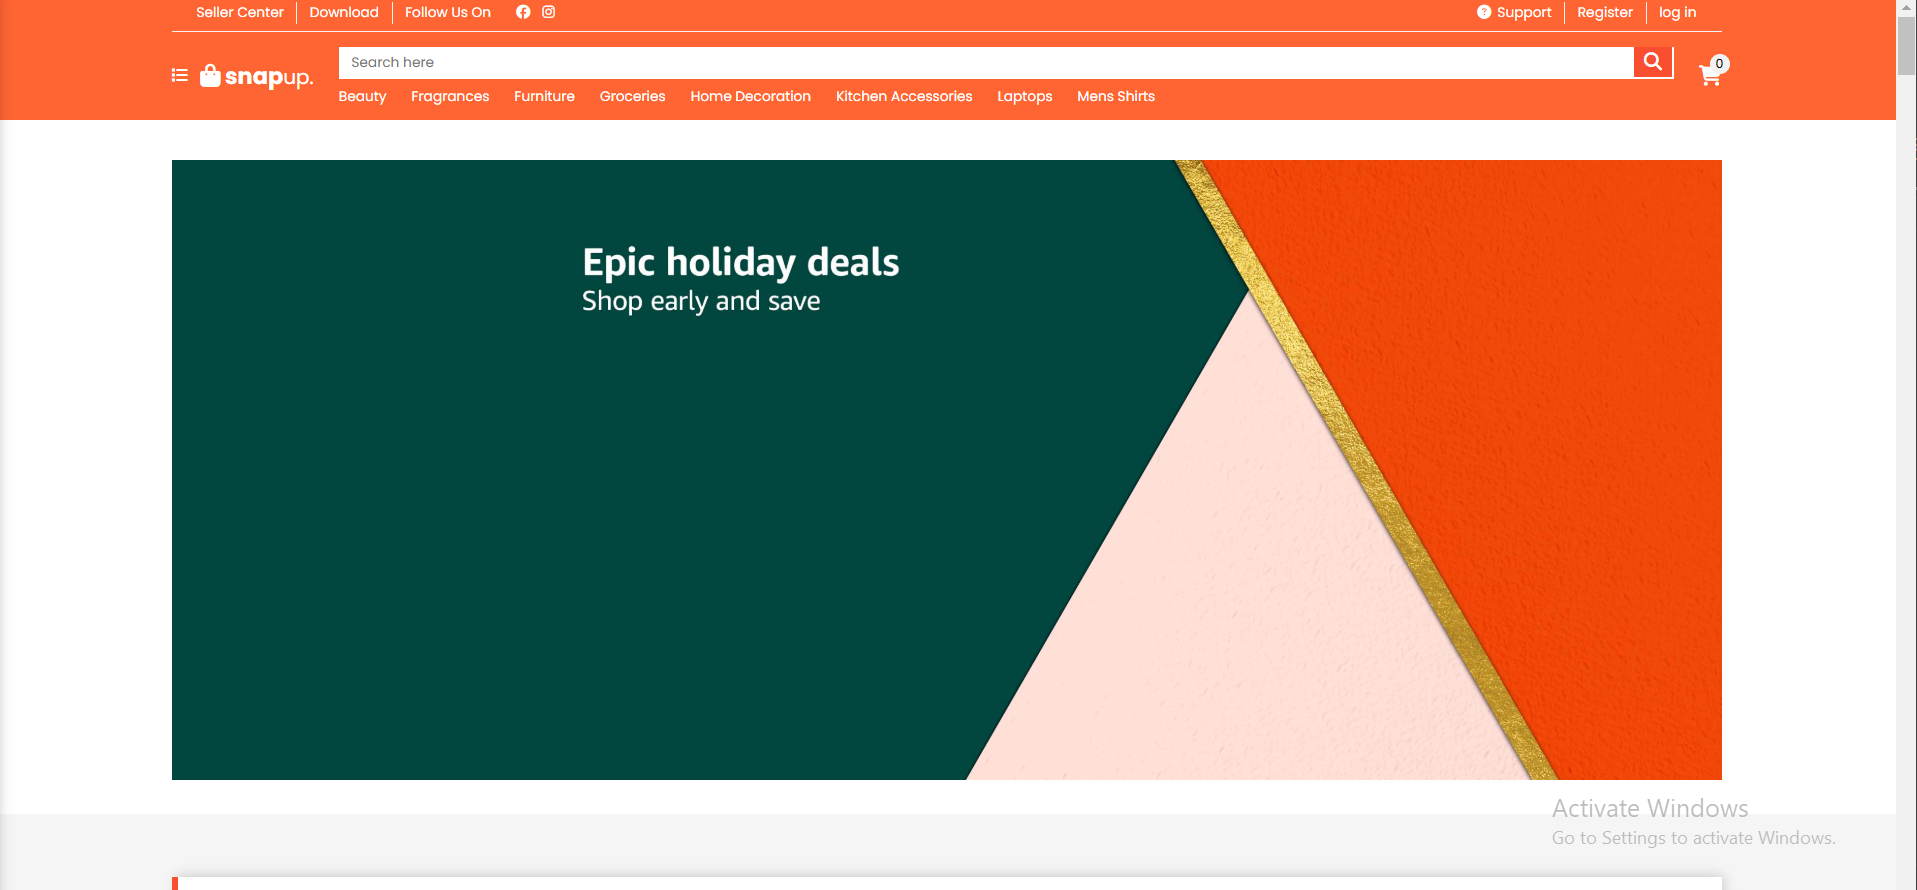 Seller Center Download Follow Us On Support Register log in
snapup. Search here 0
Beauty Fragrances Furniture Groceries Home Decoration Kitchen Accessories Laptops Mens Shirts
Epic holiday deals
Shop early and save
Activate Windows
Go to Settings to activate Windows.